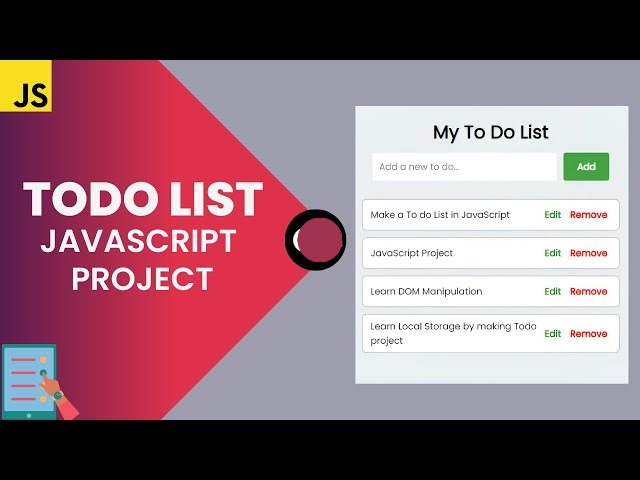 JS
TODO LIST
JAVASCRIPT
PROJECT
My To Do List
Add a new to do...
Add
Make a To do List in JavaScript Edit Remove
JavaScript Project Edit Remove
Learn DOM Manipulation Edit Remove
Learn Local Storage by making Todo
project Edit Remove